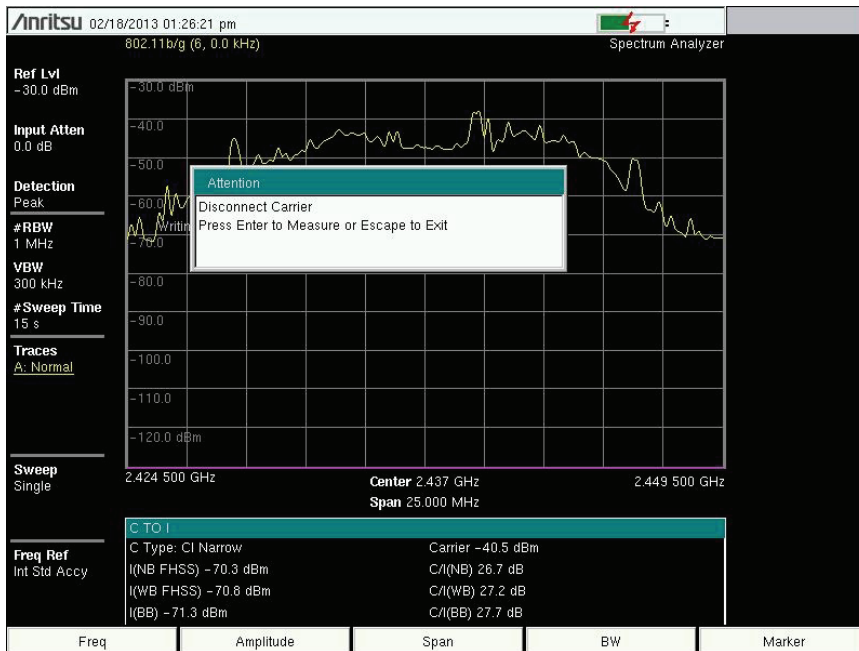 /Inritsu 02/18/2013 01:26:21 pm
802.11b/g (6, 0.0 kHz)
Spectrum Analyzer
Ref Lvl
-30.0 dBm
Input Atten
0.0 dB
Detection
Peak
#RBW
1 MHz
VBW
300 kHz
#Sweep Time
15 s
Traces
A: Normal
Sweep
Single
Freq Ref
Int Std Accy
-30.0 dBm
-40.0
-50.0
-60.0
-70.0
-80.0
-90.0
-100.0
-110.0
-120.0 dBm
Attention
Disconnect Carrier
Press Enter to Measure or Escape to Exit
2.424 500 GHz
Center 2.437 GHz
2.449 500 GHz
Span 25.000 MHz
C TO I
C Type: CI Narrow
Carrier -40.5 dBm
I(NB FHSS) -70.3 dBm
C/I(NB) 26.7 dB
I(WB FHSS) -70.8 dBm
C/I(WB) 27.2 dB
I(BB) -71.3 dBm
C/I(BB) 27.7 dB
Freq
Amplitude
Span
BW
Marker